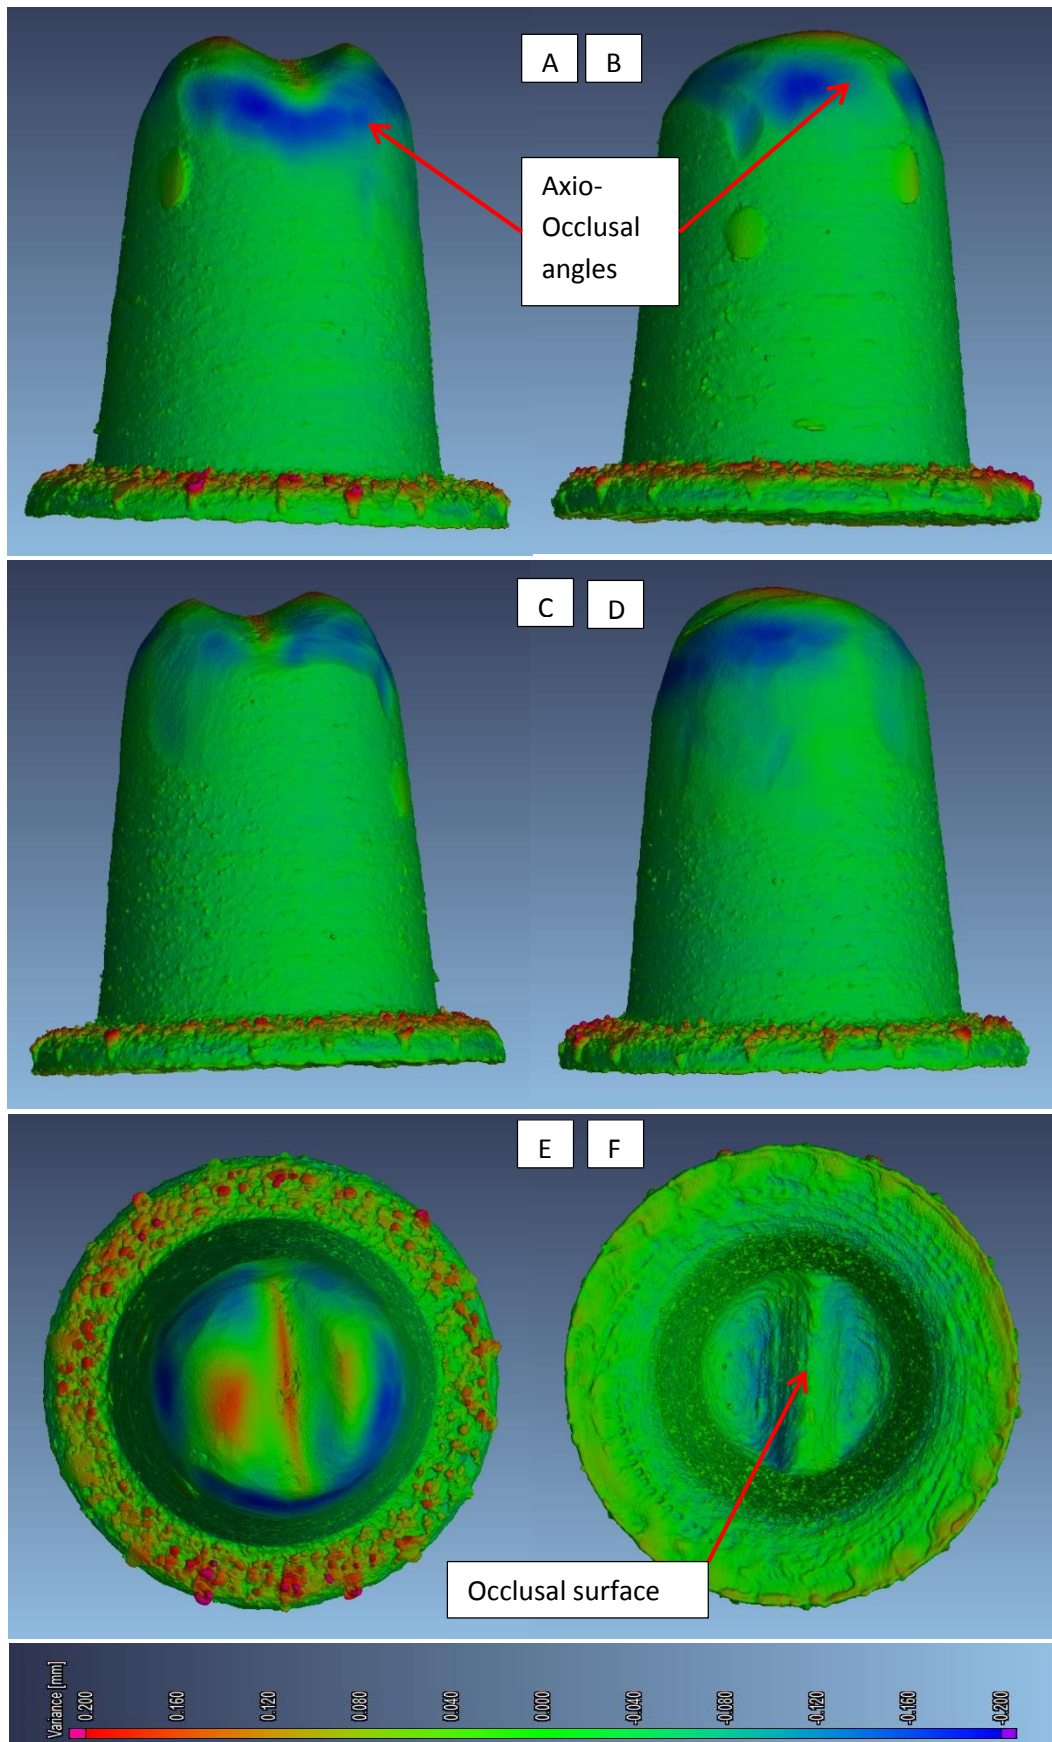 A B
Axio-
Occlusal
angles
C D
E F
Occlusal surface
Variance [mm]
0.200
0.160
0.120
0.080
0.040
0.000
-0.040
-0.080
-0.120
-0.160
-0.200